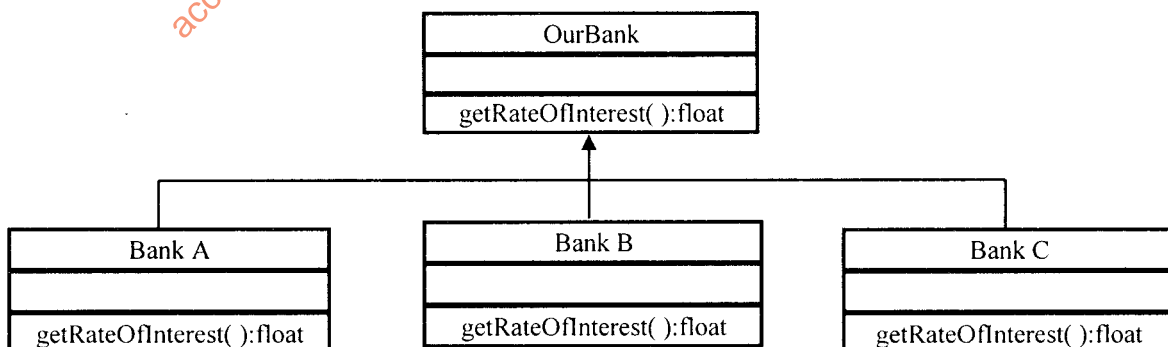 OurBank
getRateOfInterest( ):float
Bank A
Bank B
Bank C
getRateOfInterest( ):float
getRateOfInterest( ):float
getRateOfInterest( ):float